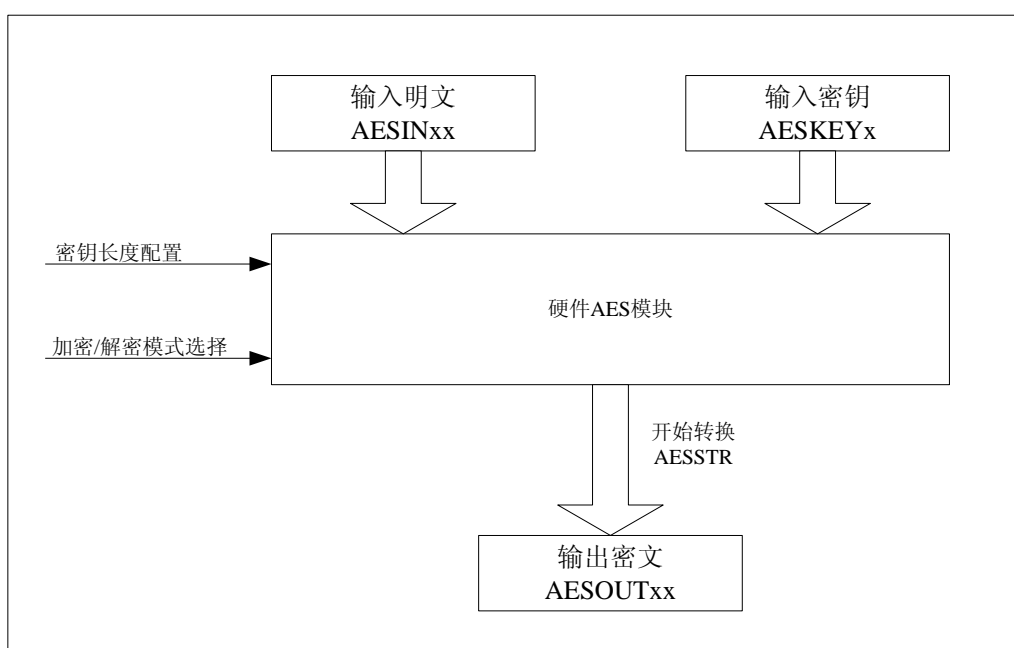 输入明文
AESINxx
输入密钥
AESKEYx
密钥长度配置
硬件AES模块
加密/解密模式选择
开始转换
AESSTR
输出密文
AESOUTxx